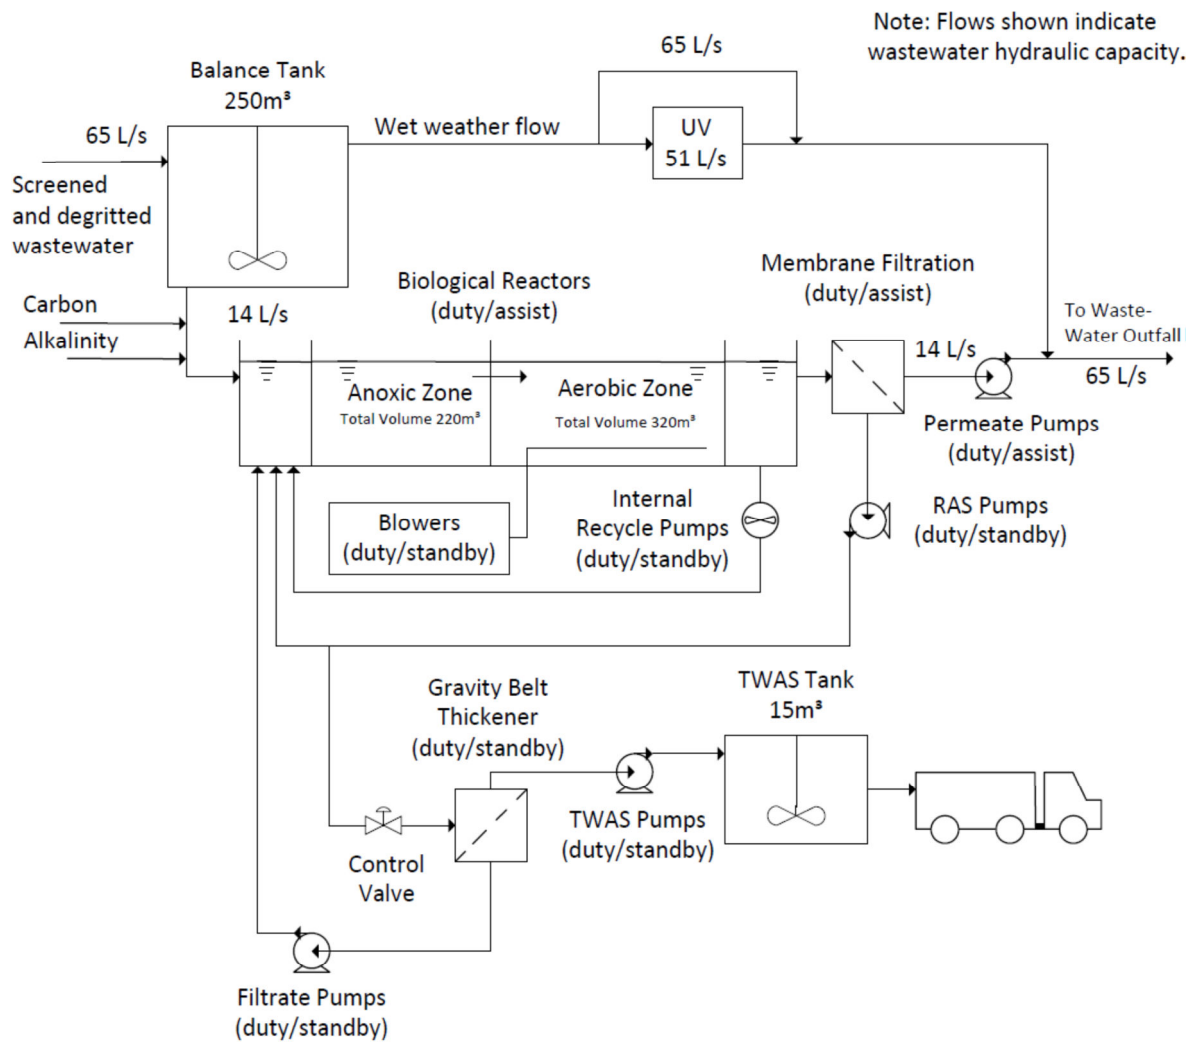 Note: Flows shown indicate
wastewater hydraulic capacity.
65 L/s
Balance Tank
250m³
65 L/s
Wet weather flow
UV
51 L/s
Screened
and degritted
wastewater
Membrane Filtration
(duty/assist)
Biological Reactors
(duty/assist)
Carbon
14 L/s
Alkalinity
To Waste-
Water Outfall
14 L/s
65 L/s
Anoxic Zone
Total Volume 220m³
Aerobic Zone
Total Volume 320m³
Permeate Pumps
(duty/assist)
Blowers
(duty/standby)
Internal
Recycle Pumps
(duty/standby)
RAS Pumps
(duty/standby)
Gravity Belt
Thickener
(duty/standby)
TWAS Tank
15m³
TWAS Pumps
(duty/standby)
Control
Valve
Filtrate Pumps
(duty/standby)